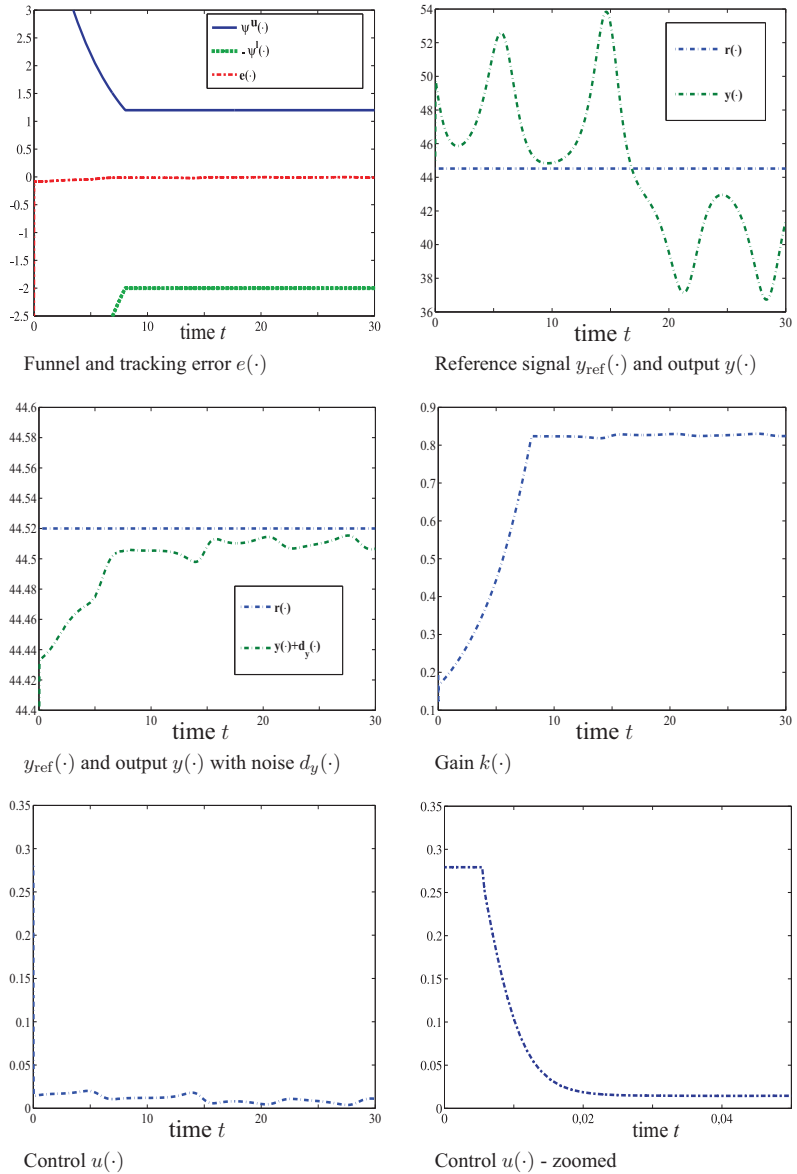 3
2.5
2
1.5
1
0.5
0
-0.5
-1
-1.5
-2
-2.5
ψᵘ(·)
- ψˡ(·)
e(·)
0 10 20 30
time t
Funnel and tracking error e(·)
54
52
50
48
46
44
42
40
38
36
r(·)
y(·)
0 10 20 30
time t
Reference signal y_ref(·) and output y(·)
44.6
44.58
44.56
44.54
44.52
44.5
44.48
44.46
44.44
44.42
44.4
r(·)
y(·)+d_y(·)
0 10 20 30
time t
y_ref(·) and output y(·) with noise d_y(·)
0.9
0.8
0.7
0.6
0.5
0.4
0.3
0.2
0.1
0 10 20 30
time t
Gain k(·)
0.35
0.3
0.25
0.2
0.15
0.1
0.05
0
0 10 20 30
time t
Control u(·)
0.35
0.3
0.25
0.2
0.15
0.1
0.05
0
0 0,02 0,04
time t
Control u(·) - zoomed